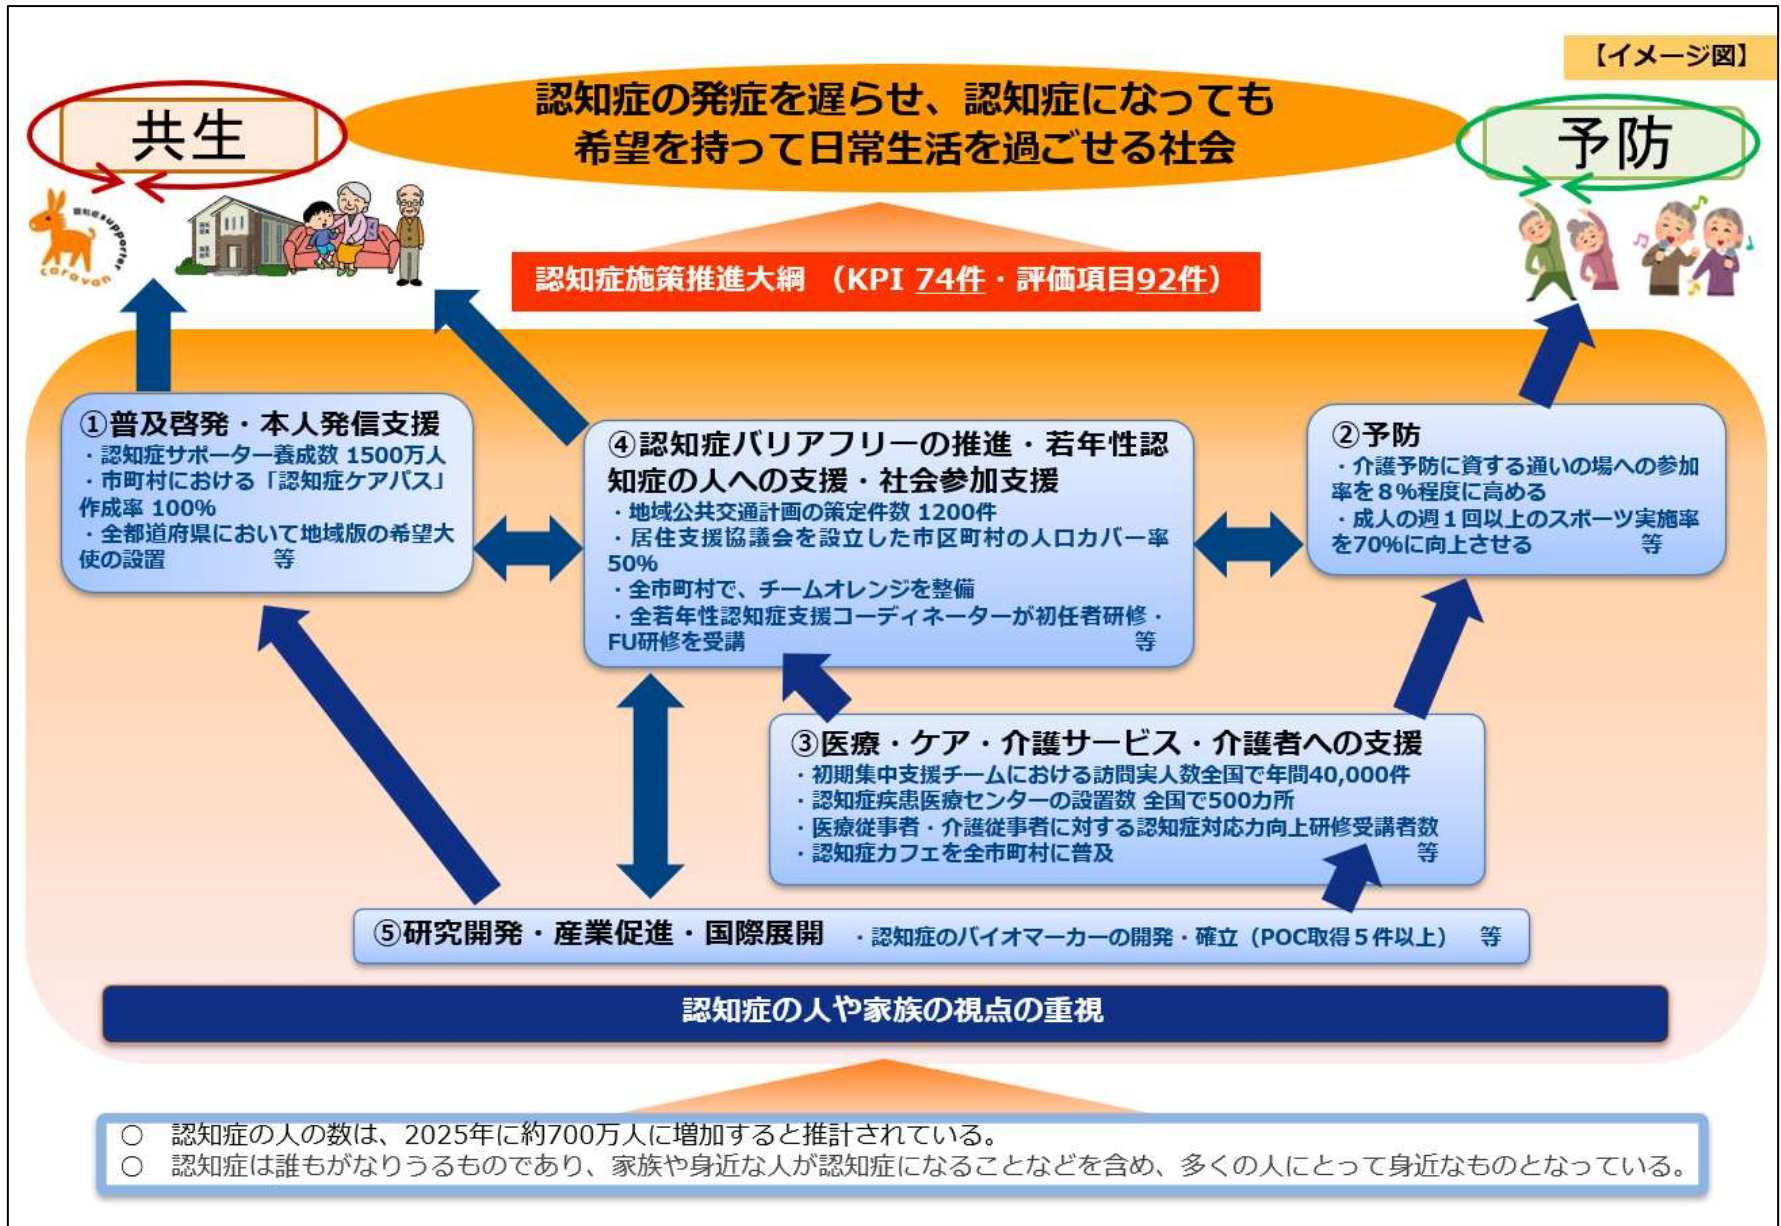 【イメージ図】
共生
認知症の発症を遅らせ、認知症になっても
希望を持って日常生活を過ごせる社会
予防
認知症supporter
caravan
認知症施策推進大綱 （KPI 74件・評価項目92件）
①普及啓発・本人発信支援
・認知症サポーター養成数 1500万人
・市町村における「認知症ケアパス」
作成率 100%
・全都道府県において地域版の希望大
使の設置 等
④認知症バリアフリーの推進・若年性認
知症の人への支援・社会参加支援
・地域公共交通計画の策定件数 1200件
・居住支援協議会を設立した市区町村の人口カバー率
50%
・全市町村で、チームオレンジを整備
・全若年性認知症支援コーディネーターが初任者研修・
FU研修を受講 等
②予防
・介護予防に資する通いの場への参加
率を８%程度に高める
・成人の週１回以上のスポーツ実施率
を70%に向上させる 等
③医療・ケア・介護サービス・介護者への支援
・初期集中支援チームにおける訪問実人数全国で年間40,000件
・認知症疾患医療センターの設置数 全国で500カ所
・医療従事者・介護従事者に対する認知症対応力向上研修受講者数
・認知症カフェを全市町村に普及 等
⑤研究開発・産業促進・国際展開 ・認知症のバイオマーカーの開発・確立（POC取得５件以上） 等
認知症の人や家族の視点の重視
○ 認知症の人の数は、2025年に約700万人に増加すると推計されている。
○ 認知症は誰もがなりうるものであり、家族や身近な人が認知症になることなどを含め、多くの人にとって身近なものとなっている。